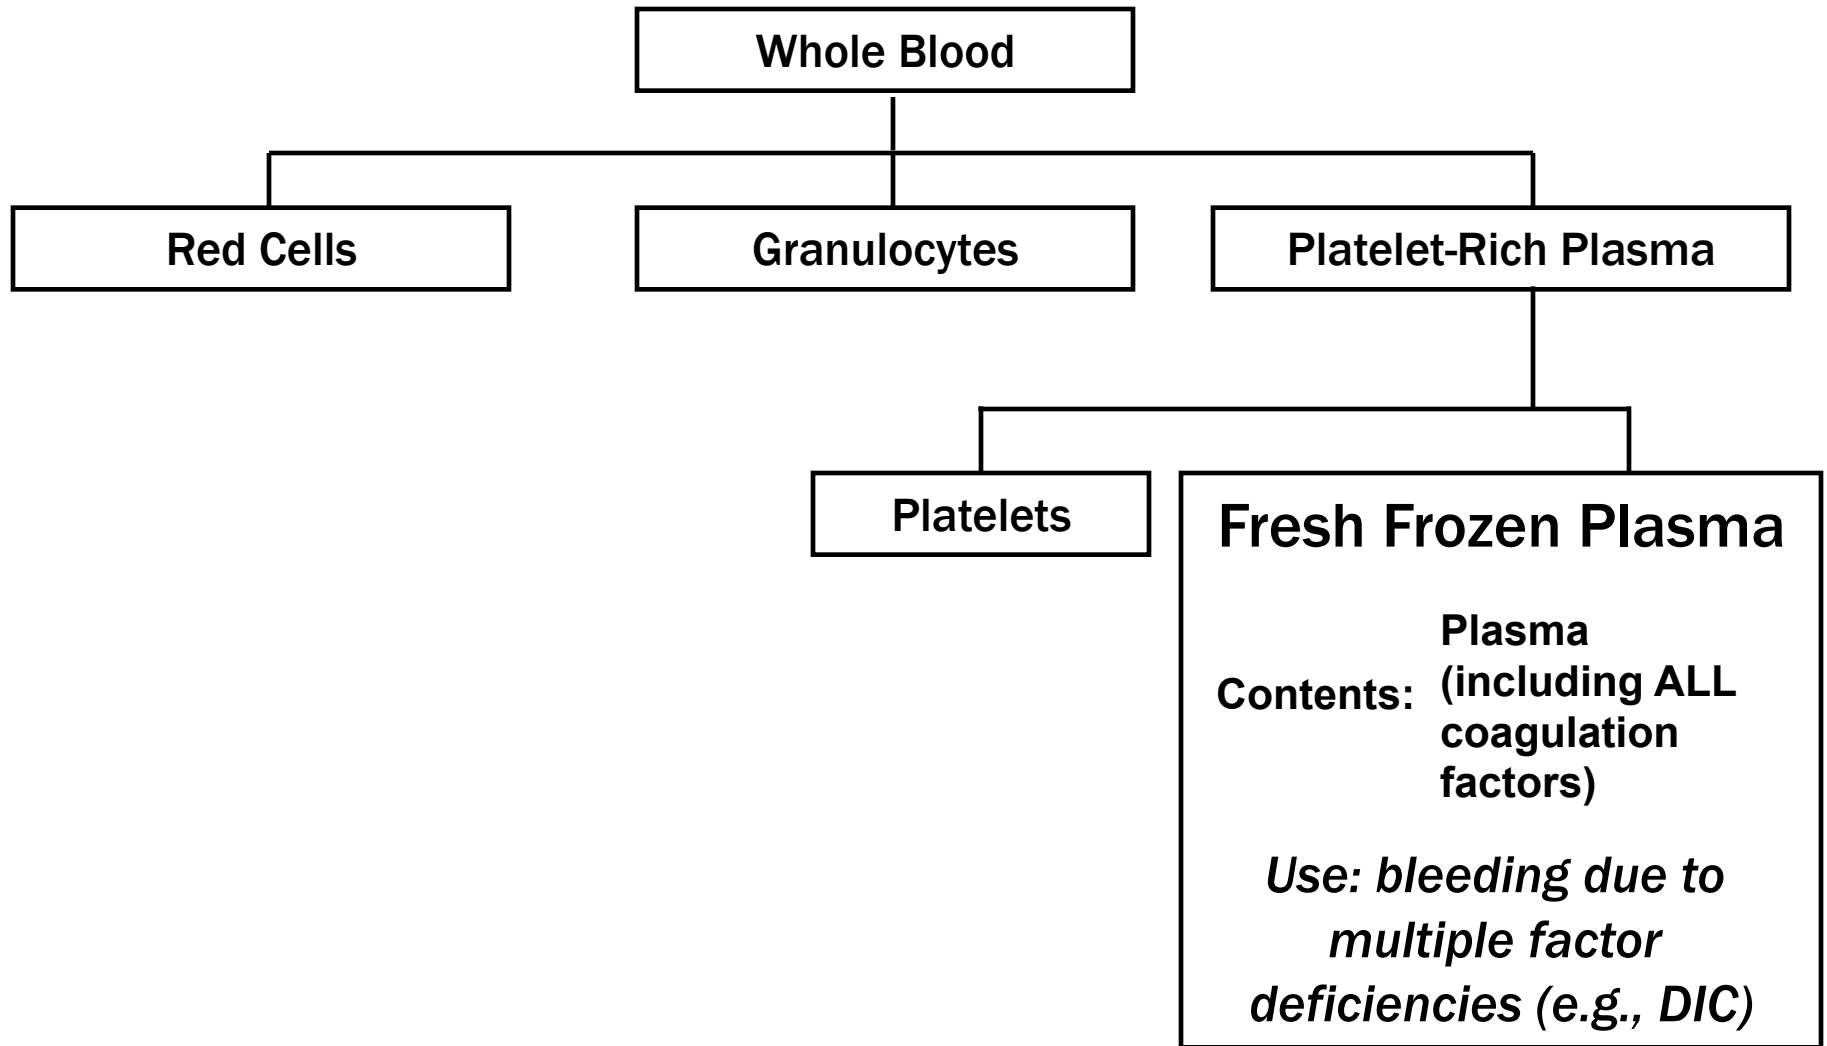 Whole Blood
Red Cells
Granulocytes
Platelet-Rich Plasma
Platelets
Fresh Frozen Plasma
Contents:
Plasma
(including ALL
coagulation
factors)
Use: bleeding due to
multiple factor
deficiencies (e.g., DIC)